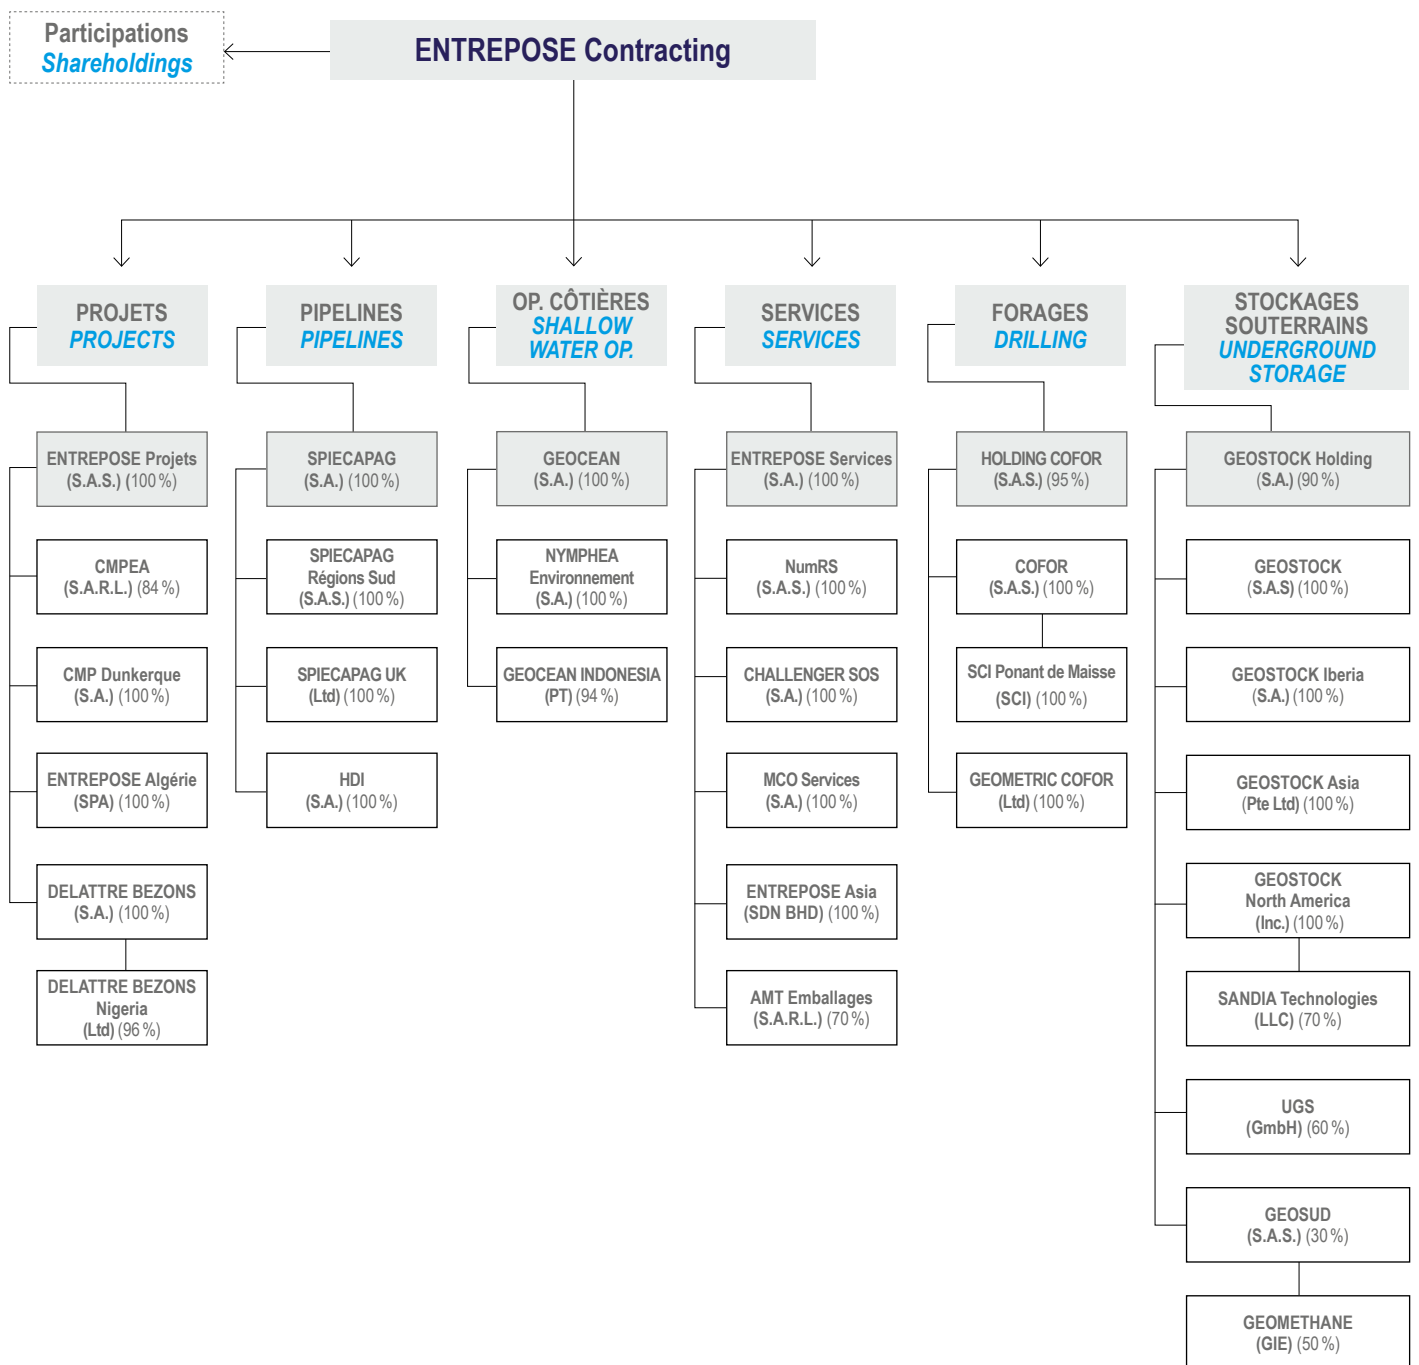 Participations
Shareholdings
ENTREPOSE Contracting
PROJETS
PROJECTS
ENTREPOSE Projets
(S.A.S.) (100 %)
CMPEA
(S.A.R.L.) (84 %)
CMP Dunkerque
(S.A.) (100 %)
ENTREPOSE Algérie
(SPA) (100 %)
DELATTRE BEZONS
(S.A.) (100 %)
DELATTRE BEZONS
Nigeria
(Ltd) (96 %)
PIPELINES
PIPELINES
SPIECAPAG
(S.A.) (100 %)
SPIECAPAG
Régions Sud
(S.A.S.) (100 %)
SPIECAPAG UK
(Ltd) (100 %)
HDI
(S.A.) (100 %)
OP. CÔTIÈRES
SHALLOW
WATER OP.
GEOCEAN
(S.A.) (100 %)
NYMPHEA
Environnement
(S.A.) (100 %)
GEOCEAN INDONESIA
(PT) (94 %)
SERVICES
SERVICES
ENTREPOSE Services
(S.A.) (100 %)
NumRS
(S.A.S.) (100 %)
CHALLENGER SOS
(S.A.) (100 %)
MCO Services
(S.A.) (100 %)
ENTREPOSE Asia
(SDN BHD) (100 %)
AMT Emballages
(S.A.R.L.) (70 %)
FORAGES
DRILLING
HOLDING COFOR
(S.A.S.) (95 %)
COFOR
(S.A.S.) (100 %)
SCI Ponant de Maisse
(SCI) (100 %)
GEOMETRIC COFOR
(Ltd) (100 %)
STOCKAGES
SOUTERRAINS
UNDERGROUND
STORAGE
GEOSTOCK Holding
(S.A.) (90 %)
GEOSTOCK
(S.A.S) (100 %)
GEOSTOCK Iberia
(S.A.) (100 %)
GEOSTOCK Asia
(Pte Ltd) (100 %)
GEOSTOCK
North America
(Inc.) (100 %)
SANDIA Technologies
(LLC) (70 %)
UGS
(GmbH) (60 %)
GEOSUD
(S.A.S.) (30 %)
GEOMETHANE
(GIE) (50 %)